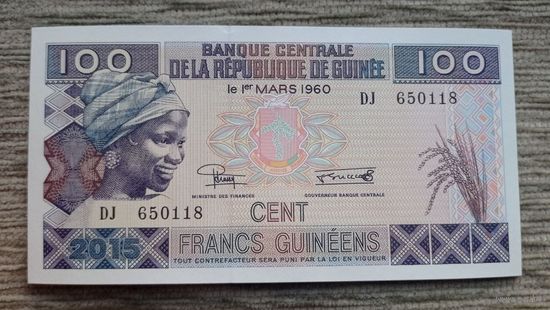 100 BANQUE CENTRALE 100
DE LA RÉPUBLIQUE DE GUINÉE
le 1er MARS 1960
DJ 650118
MINISTRE DES FINANCES GOUVERNEUR BANQUE CENTRALE
DJ 650118
CENT
2015 FRANCS GUINÉENS
TOUT CONTREFACTEUR SERA PUNI PAR LA LOI EN VIGUEUR